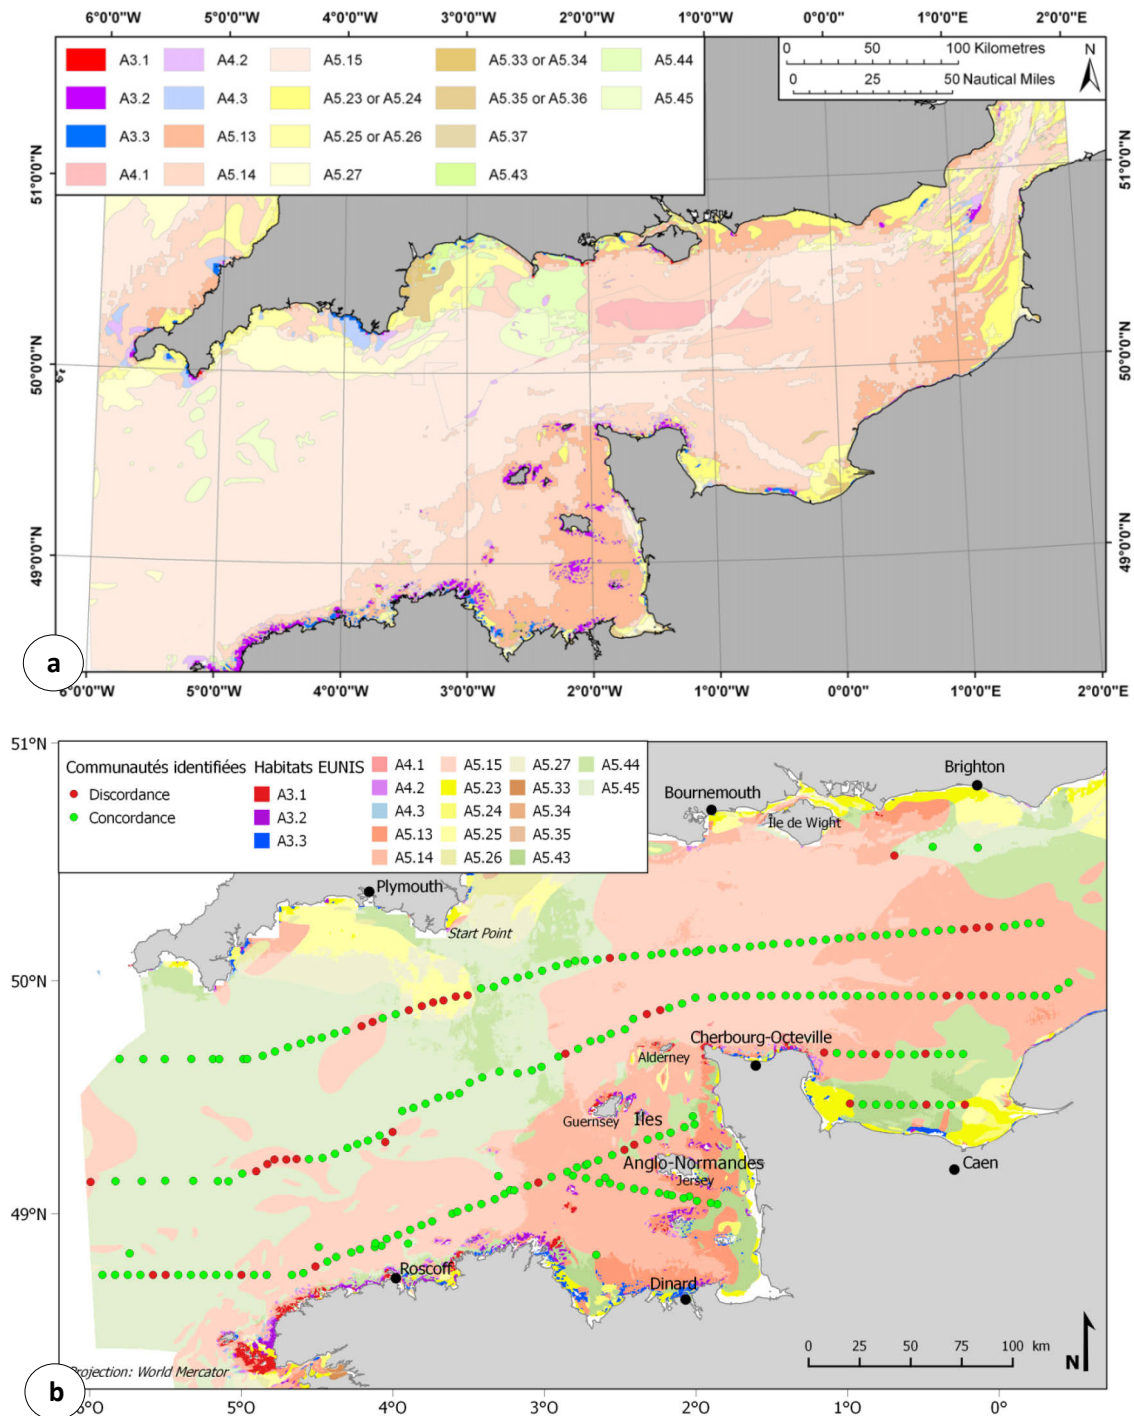 6°0'0"W 5°0'0"W 4°0'0"W 3°0'0"W 2°0'0"W 1°0'0"W 0°0'0" 1°0'0"E 2°0'0"E
A3.1 A4.2 A5.15 A5.33 or A5.34 A5.44
A3.2 A4.3 A5.23 or A5.24 A5.35 or A5.36 A5.45
A3.3 A5.13 A5.25 or A5.26 A5.37
A4.1 A5.14 A5.27 A5.43
0 50 100 Kilometres
0 25 50 Nautical Miles
N
51°0'0"N 51°0'0"N
50°0'0"N 50°0'0"N
49°0'0"N 49°0'0"N
a
6°0'0"W 5°0'0"W 4°0'0"W 3°0'0"W 2°0'0"W 1°0'0"W 0°0'0" 1°0'0"E 2°0'0"E
51°N
Communautés identifiées
Discordance
Concordance
Habitats EUNIS
A3.1
A3.2
A3.3
A4.1 A5.15 A5.27 A5.44
A4.2 A5.23 A5.33 A5.45
A4.3 A5.24 A5.34
A5.13 A5.25 A5.35
A5.14 A5.26 A5.43
Brighton
Bournemouth
Île de Wight
Plymouth
Start Point
50°N
Cherbourg-Octeville
Alderney
Guernsey
Iles
Anglo-Normandes
Jersey
Caen
49°N
Roscoff
Dinard
0 25 50 75 100 km
N
Projection: World Mercator
b
5°O 4°O 3°O 2°O 1°O 0°